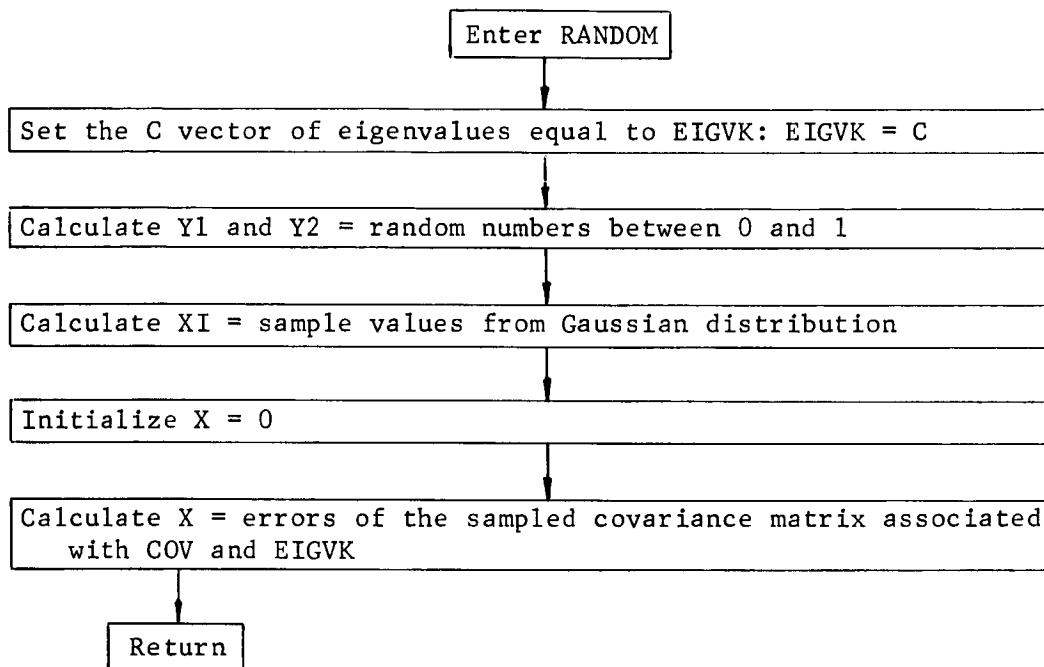 Enter RANDOM
Set the C vector of eigenvalues equal to EIGVK: EIGVK = C
Calculate Y1 and Y2 = random numbers between 0 and 1
Calculate XI = sample values from Gaussian distribution
Initialize X = 0
Calculate X = errors of the sampled covariance matrix associated
with COV and EIGVK
Return